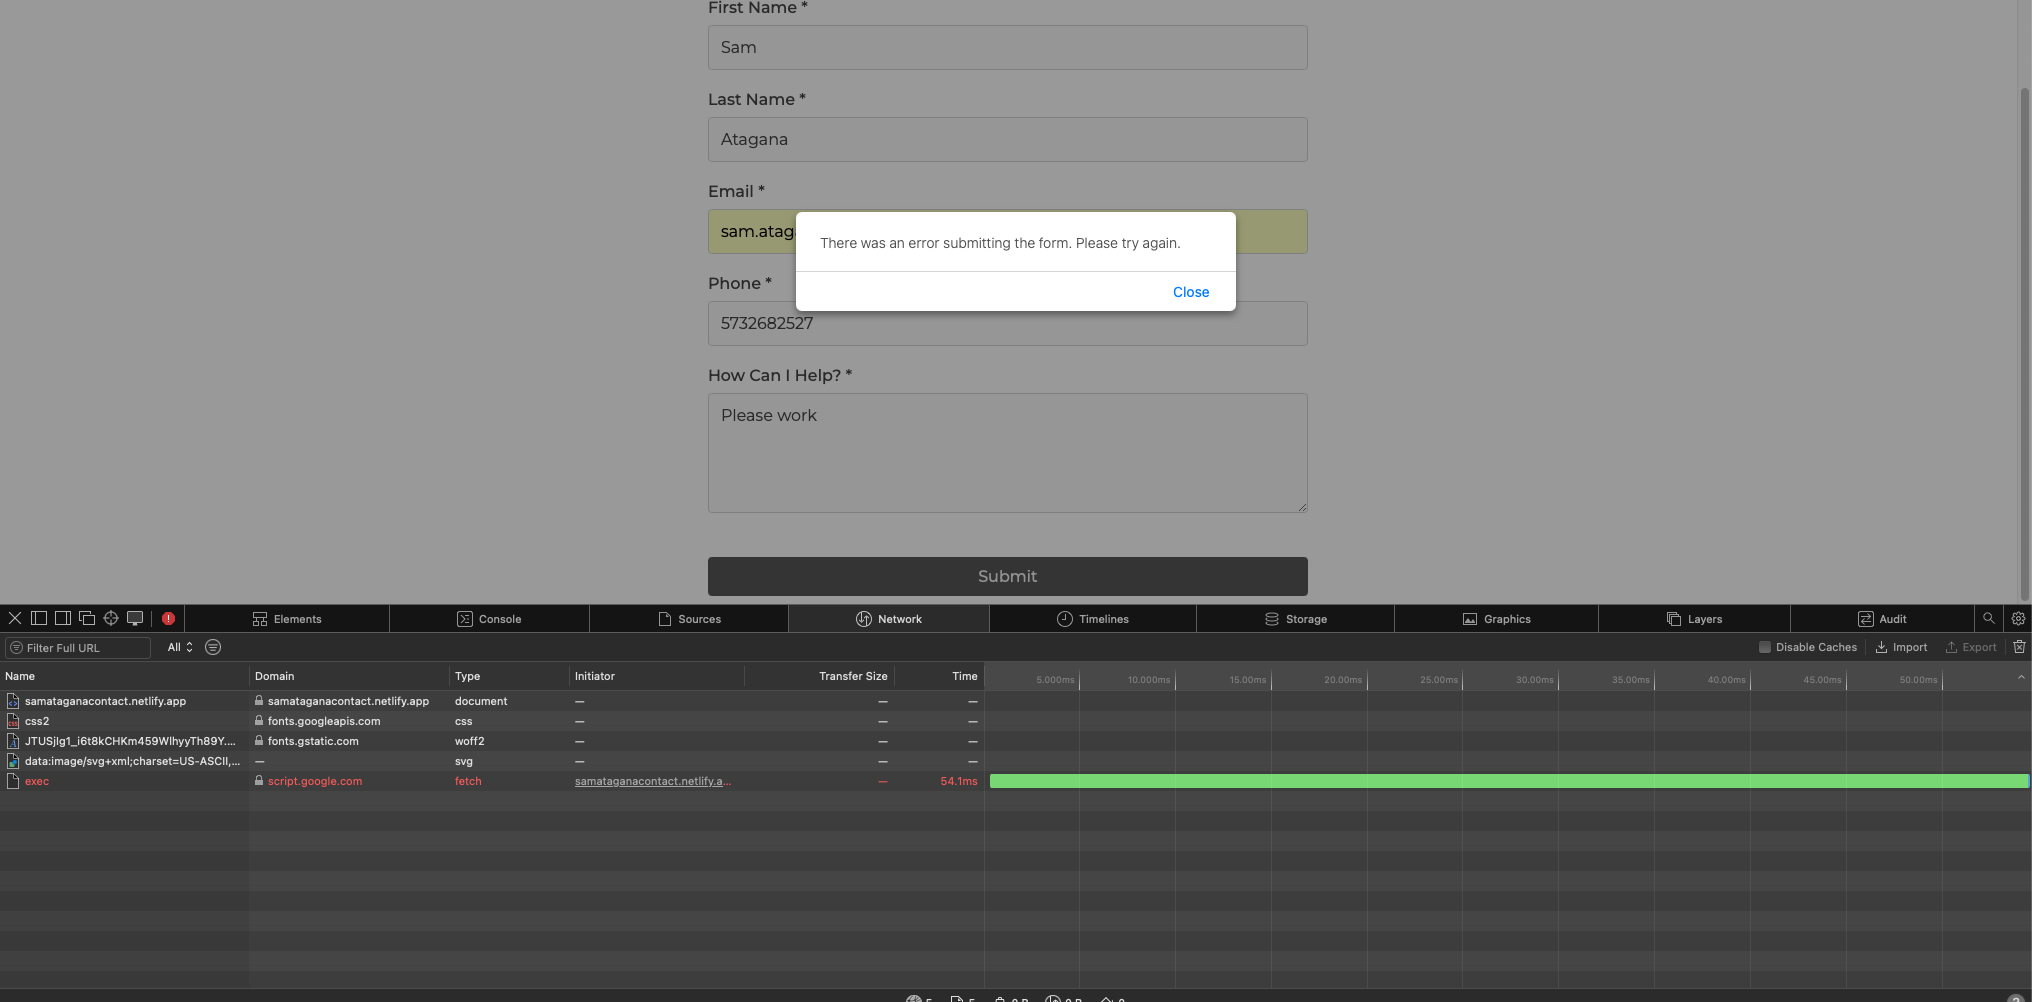 First Name *
Sam
Last Name *
Atagana
Email *
There was an error submitting the form. Please try again.
Close
Phone *
5732682527
How Can I Help? *
Please work
Submit
Elements Console Sources Network Timelines Storage Graphics Layers Audit
Filter Full URL All Disable Caches Import Export
Name Domain Type Initiator Transfer Size Time 5.000ms 10.000ms 15.00ms 20.00ms 25.00ms 30.00ms 35.00ms 40.00ms 45.00ms 50.00ms
samataganacontact.netlify.app samataganacontact.netlify.app document — — —
css2 fonts.googleapis.com css — — —
fonts.gstatic.com woff2 — — —
data:image/svg+xml;charset=US-ASCII,... — svg — — —
exec script.google.com fetch samataganacontact.netlify.a... — 54.1ms